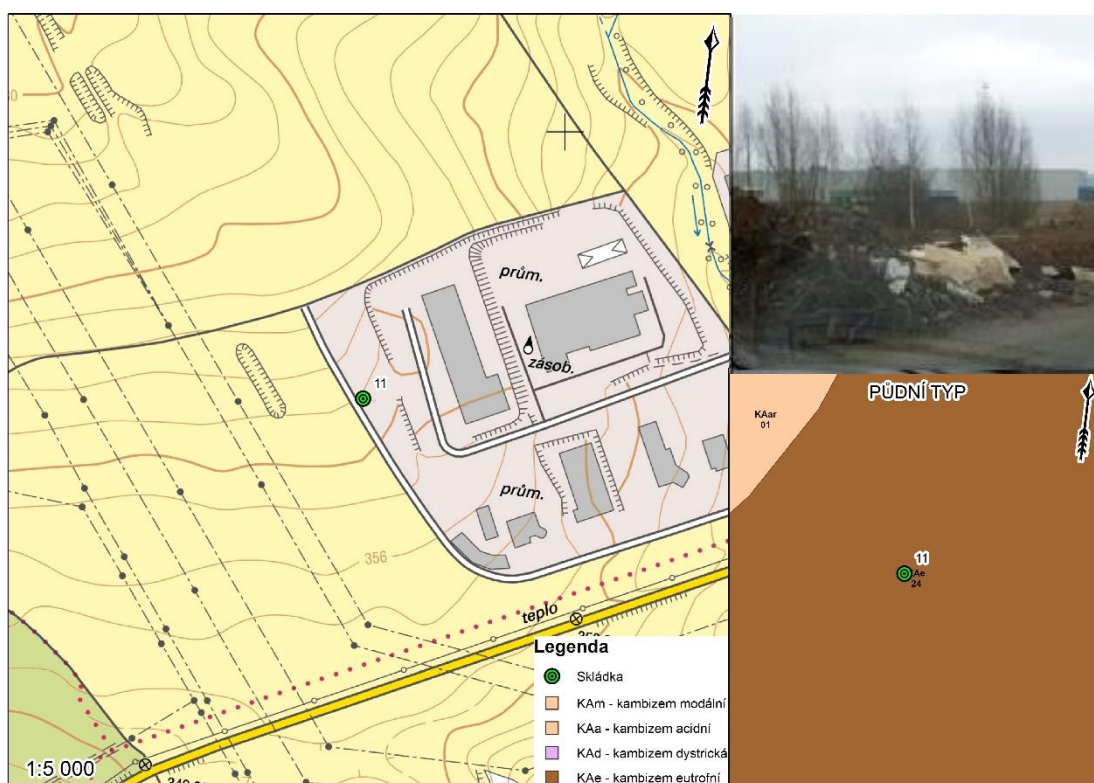 prům.
zásob.
11
prům.
356
teplo
1:5 000
Legenda
Skládka
KAm - kambizem modální
KAa - kambizem acidní
KAd - kambizem dystrická
KAe - kambizem eutrofní
PŮDNÍ TYP
KAar
01
11
24